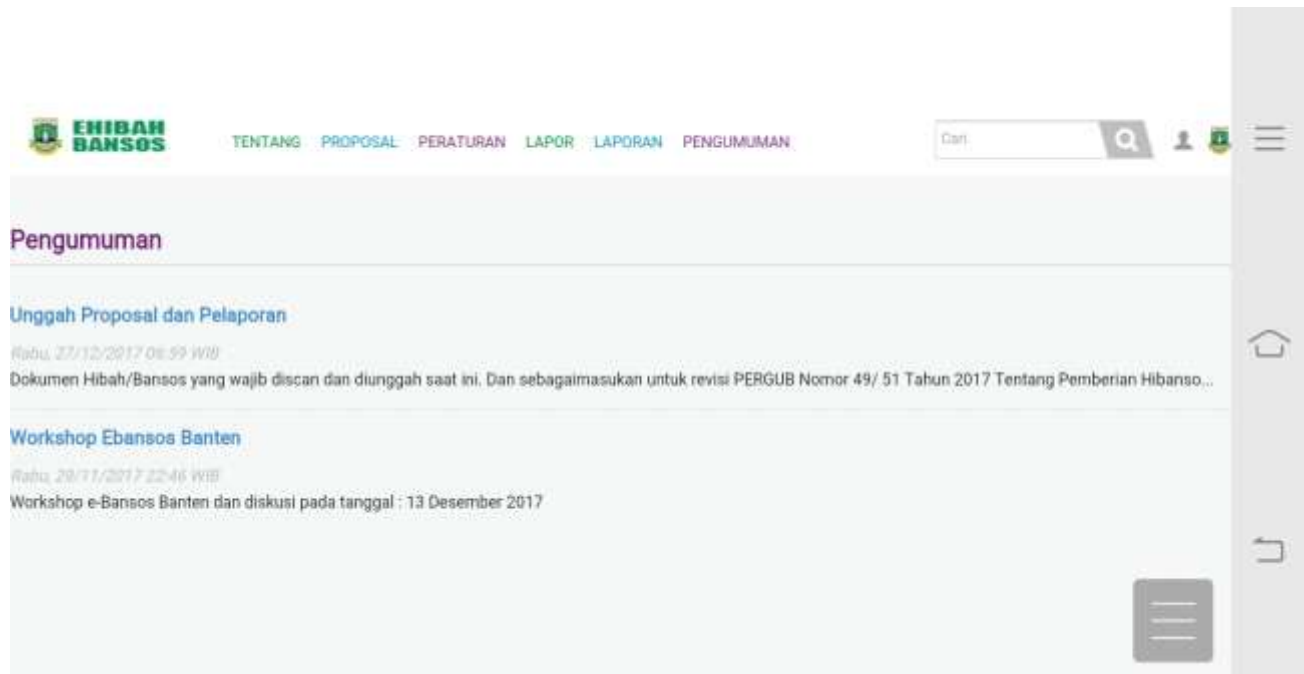 EHIBAH
BANSOS
TENTANG PROPOSAL PERATURAN LAPOR LAPORAN PENGUMUMAN
Cari
Pengumuman
Unggah Proposal dan Pelaporan
Rabu, 27/12/2017 06:59 WIB
Dokumen Hibah/Bansos yang wajib discan dan diunggah saat ini. Dan sebagaimasukan untuk revisi PERGUB Nomor 49/ 51 Tahun 2017 Tentang Pemberian Hibanso...
Workshop Ebansos Banten
Rabu, 29/11/2017 22:46 WIB
Workshop e-Bansos Banten dan diskusi pada tanggal : 13 Desember 2017